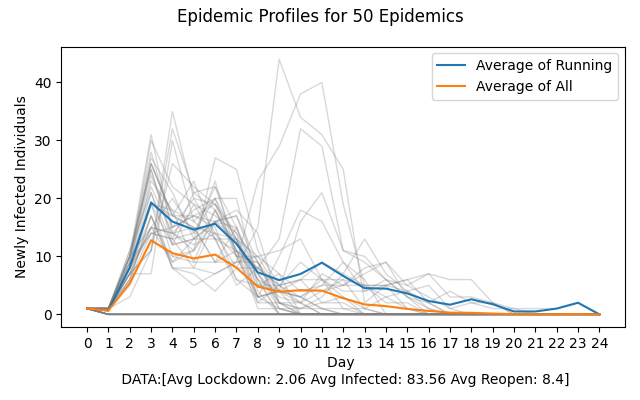 Epidemic Profiles for 50 Epidemics
Average of Running
Average of All
Newly Infected Individuals
40
30
20
10
0
0 1 2 3 4 5 6 7 8 9 10 11 12 13 14 15 16 17 18 19 20 21 22 23 24
Day
DATA:[Avg Lockdown: 2.06 Avg Infected: 83.56 Avg Reopen: 8.4]